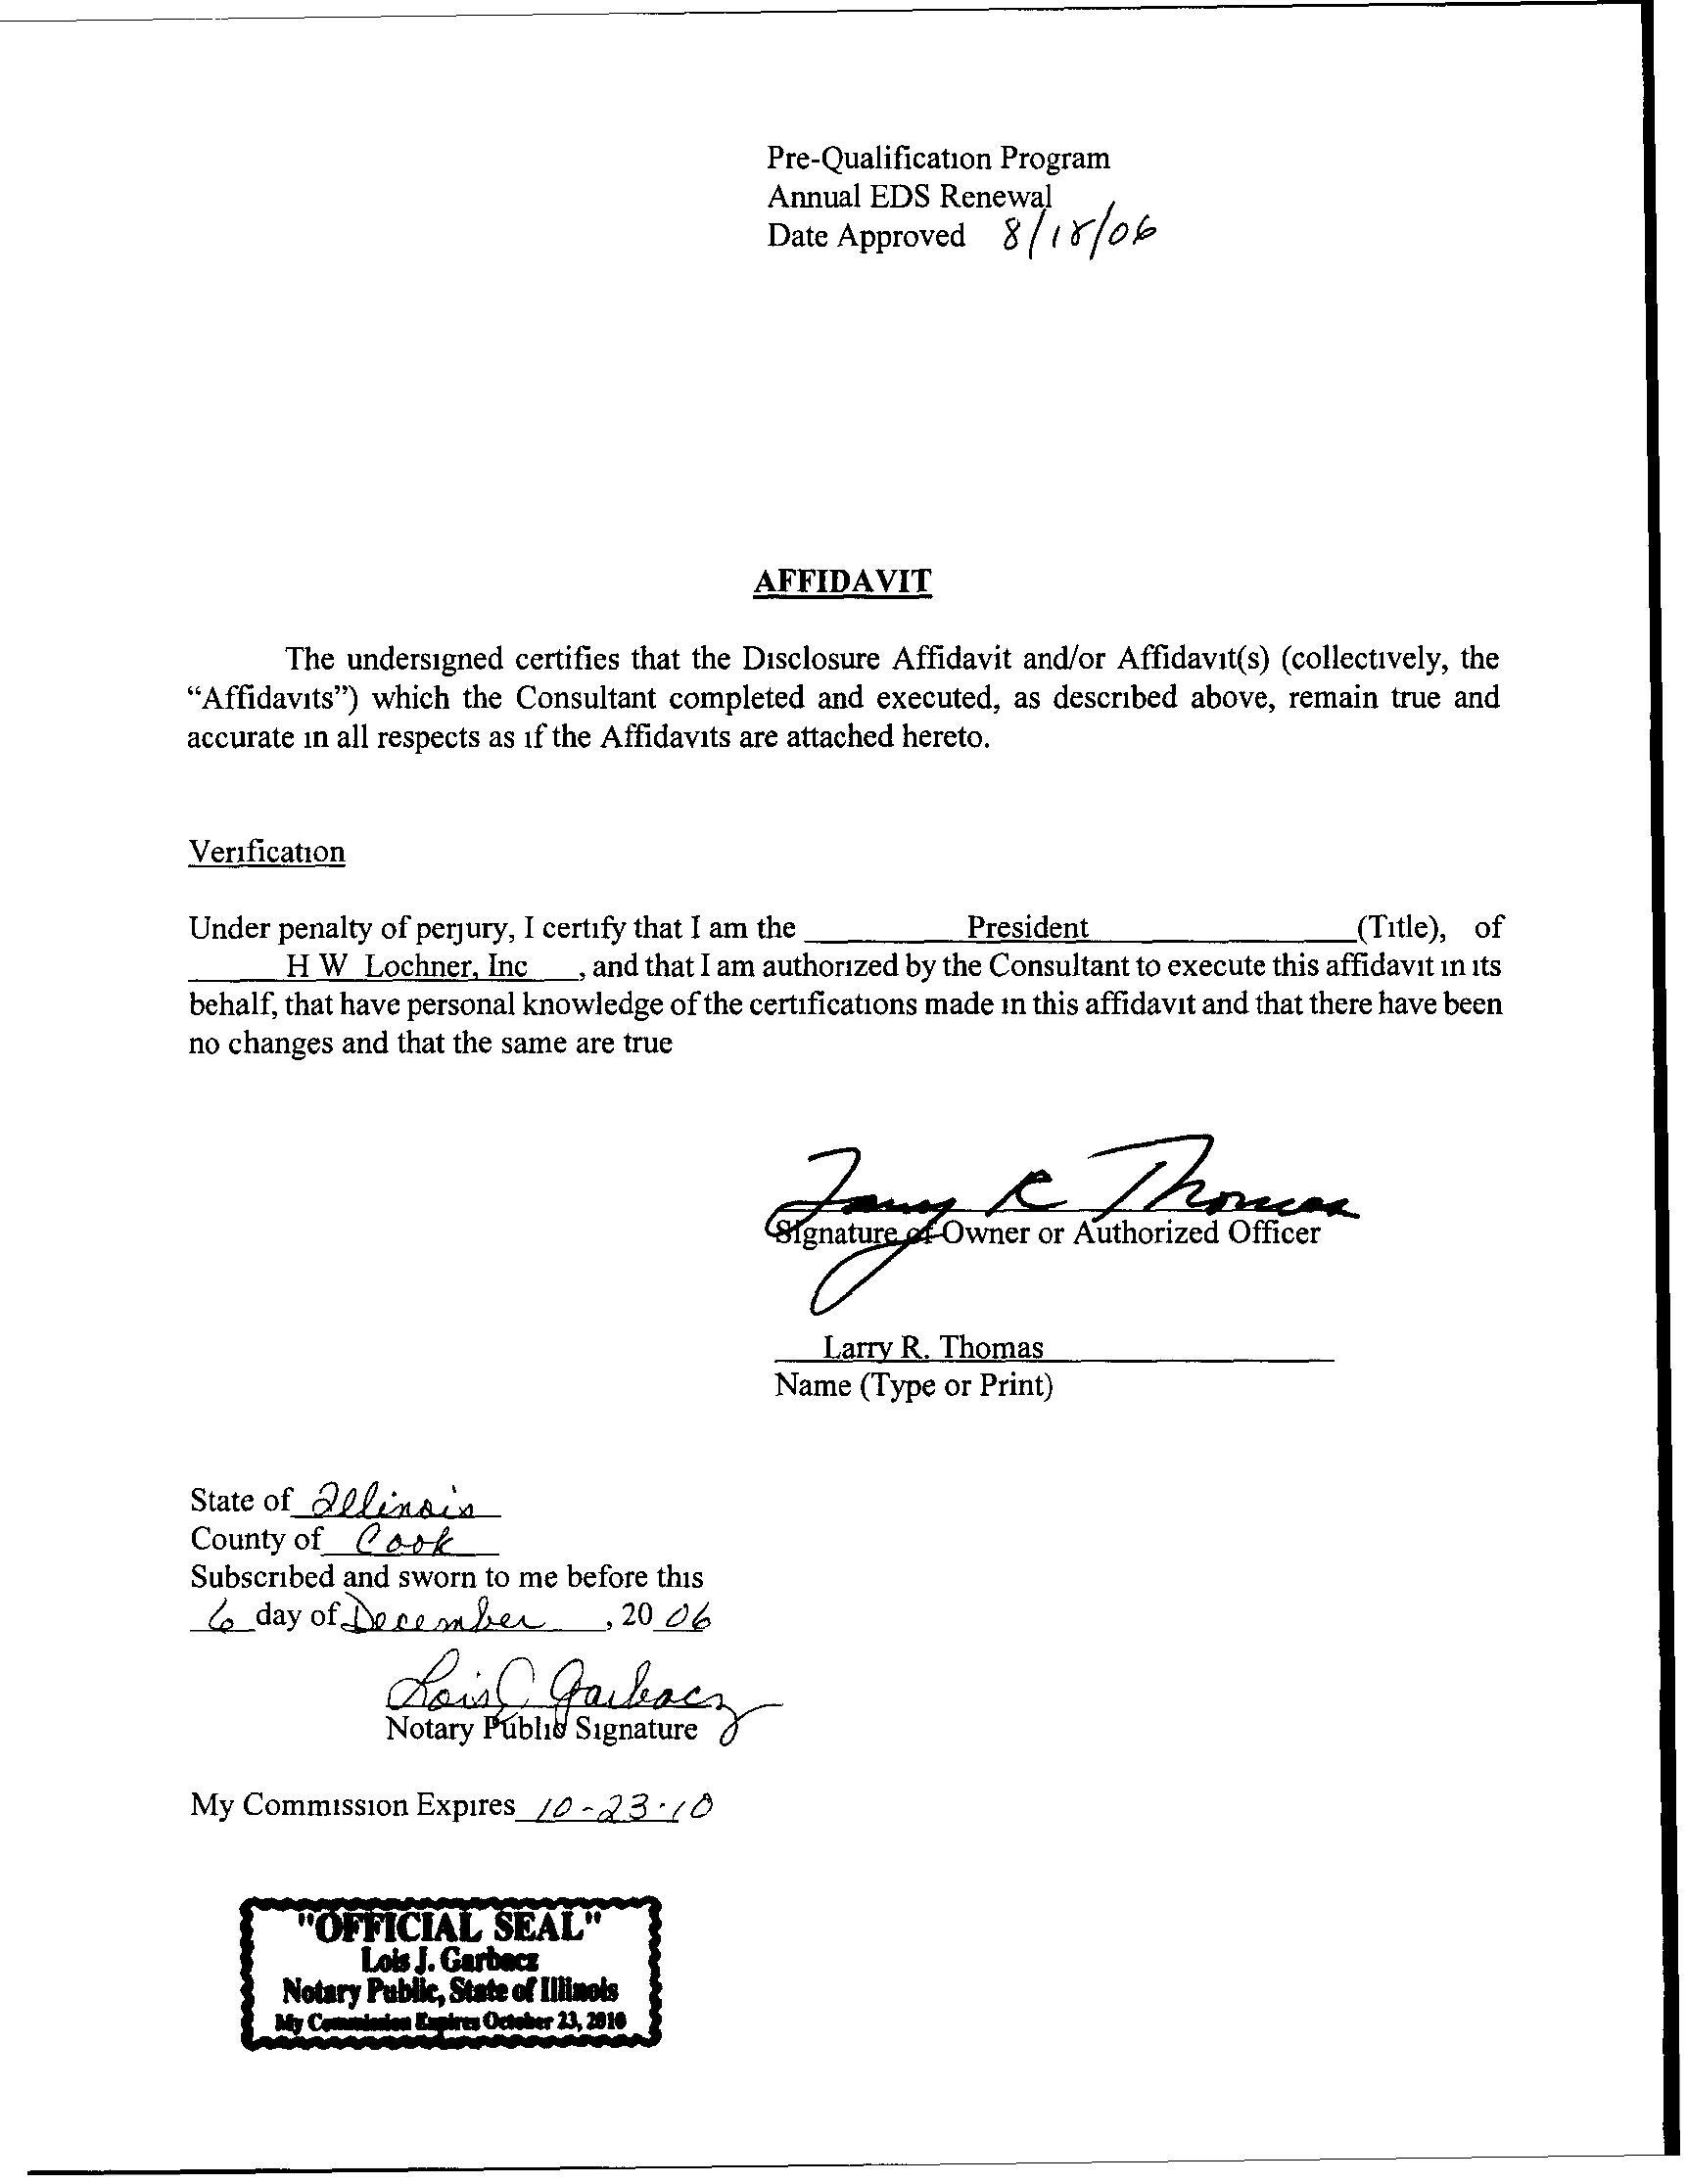 Pre-Qualification Program
Annual EDS Renewal
Date Approved 8/18/06
AFFIDAVIT
The undersigned certifies that the Disclosure Affidavit and/or Affidavit(s) (collectively, the
“Affidavits”) which the Consultant completed and executed, as described above, remain true and
accurate in all respects as if the Affidavits are attached hereto.
Verification
Under penalty of perjury, I certify that I am the President (Title), of
H W Lochner, Inc , and that I am authorized by the Consultant to execute this affidavit in its
behalf, that have personal knowledge of the certifications made in this affidavit and that there have been
no changes and that the same are true
Larry R Thomas
Signature of Owner or Authorized Officer
Larry R. Thomas
Name (Type or Print)
State of Illinois
County of Cook
Subscribed and sworn to me before this
6 day of December , 20 06
Lois J Garbacz
Notary Public Signature
My Commission Expires 10-23-10
"OFFICIAL SEAL"
Lois J. Garbacz
Notary Public, State of Illinois
My Commission Expires October 23, 2010